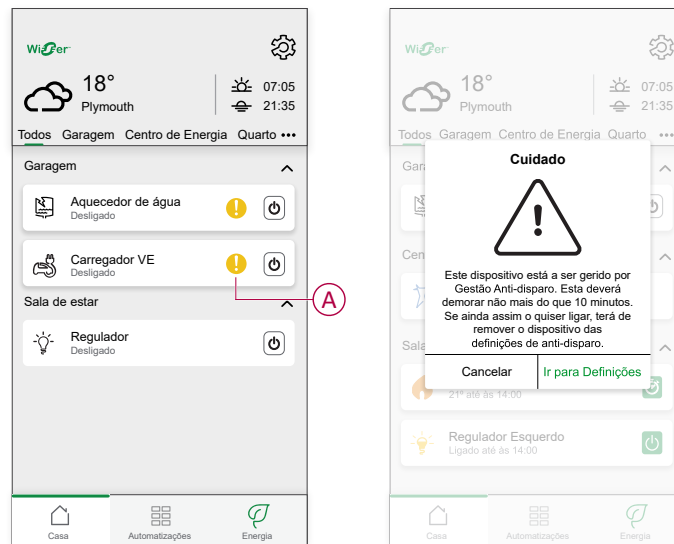 Wiser
18°
Plymouth
07:05
21:35
Todos Garagem Centro de Energia Quarto •••
Garagem
Aquecedor de água
Desligado
Carregador VE
Desligado
A
Sala de estar
Regulador
Desligado
Casa
Automatizações
Energia
Wiser
18°
Plymouth
07:05
21:35
Todos Garagem Centro de Energia Quarto •••
Gara
Cuidado
Este dispositivo está a ser gerido por
Gestão Anti-disparo. Esta deverá
demorar não mais do que 10 minutos.
Se ainda assim o quiser ligar, terá de
remover o dispositivo das
definições de anti-disparo.
Cen
Sala
Cancelar
Ir para Definições
21° até às 14:00
Regulador Esquerdo
Ligado até às 14:00
Casa
Automatizações
Energia